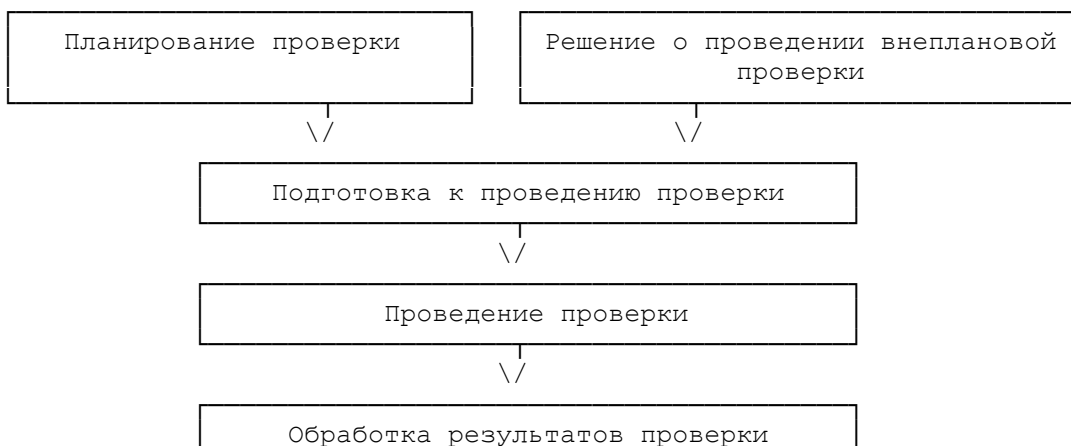 Планирование проверки
Решение о проведении внеплановой
проверки
\/
\/
Подготовка к проведению проверки
\/
Проведение проверки
\/
Обработка результатов проверки